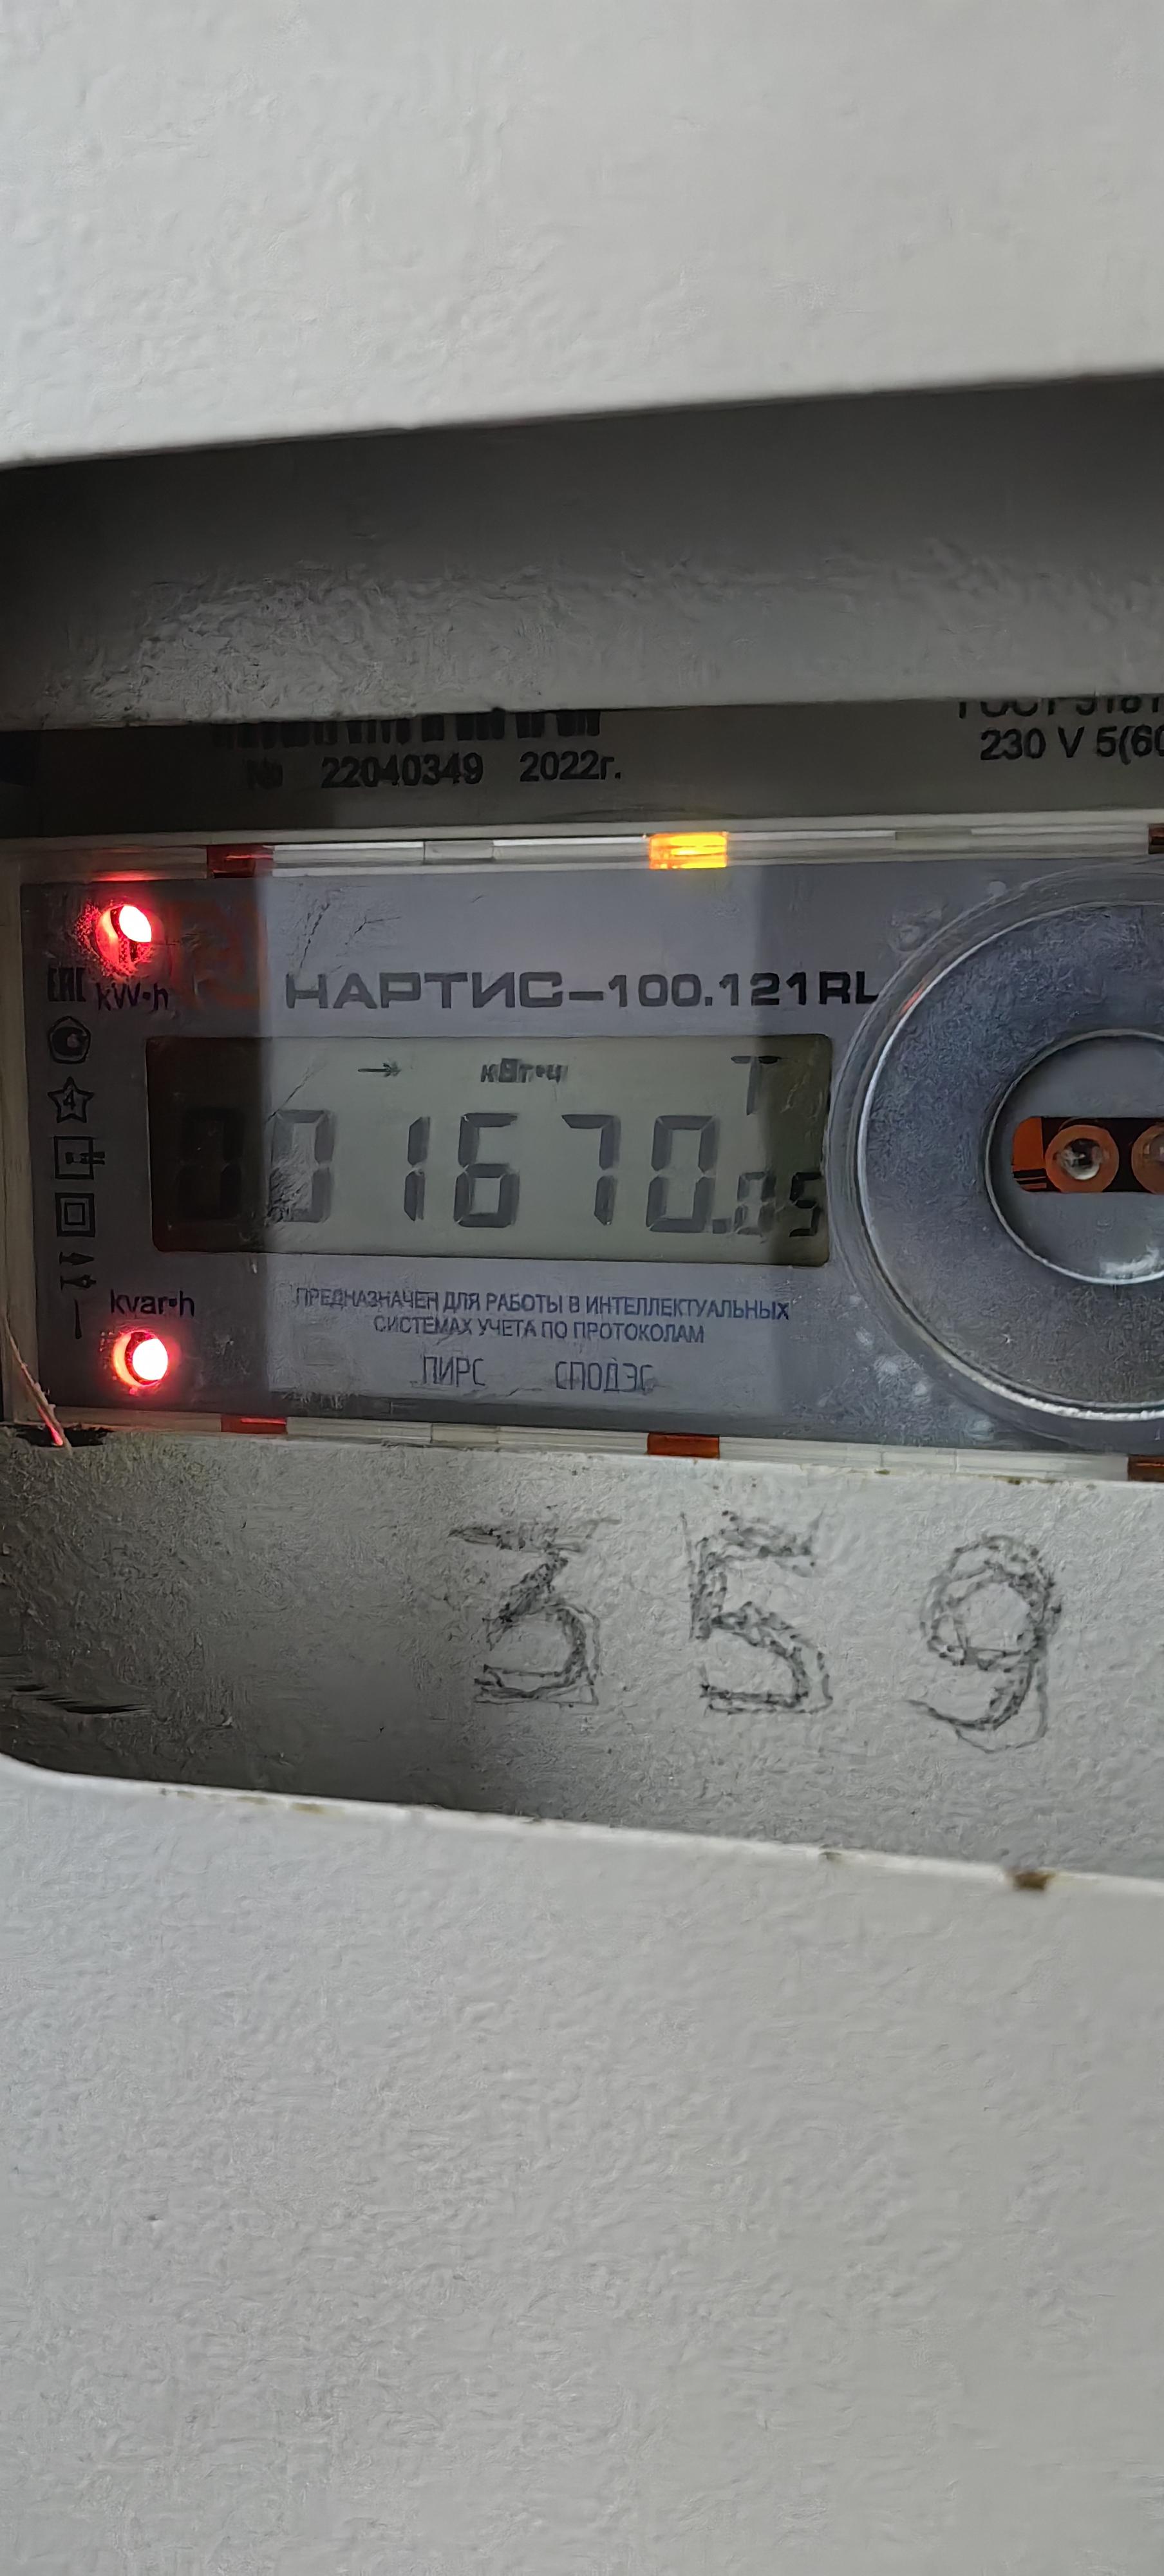 № 22040349 2022г.
230 V 5(60
kW•h
НАРТИС-100.121RL
кВт•ч T
001670.05
kvar•h
ПРЕДНАЗНАЧЕН ДЛЯ РАБОТЫ В ИНТЕЛЛЕКТУАЛЬНЫХ
СИСТЕМАХ УЧЕТА ПО ПРОТОКОЛАМ
ПИРС СПОДЭС
359